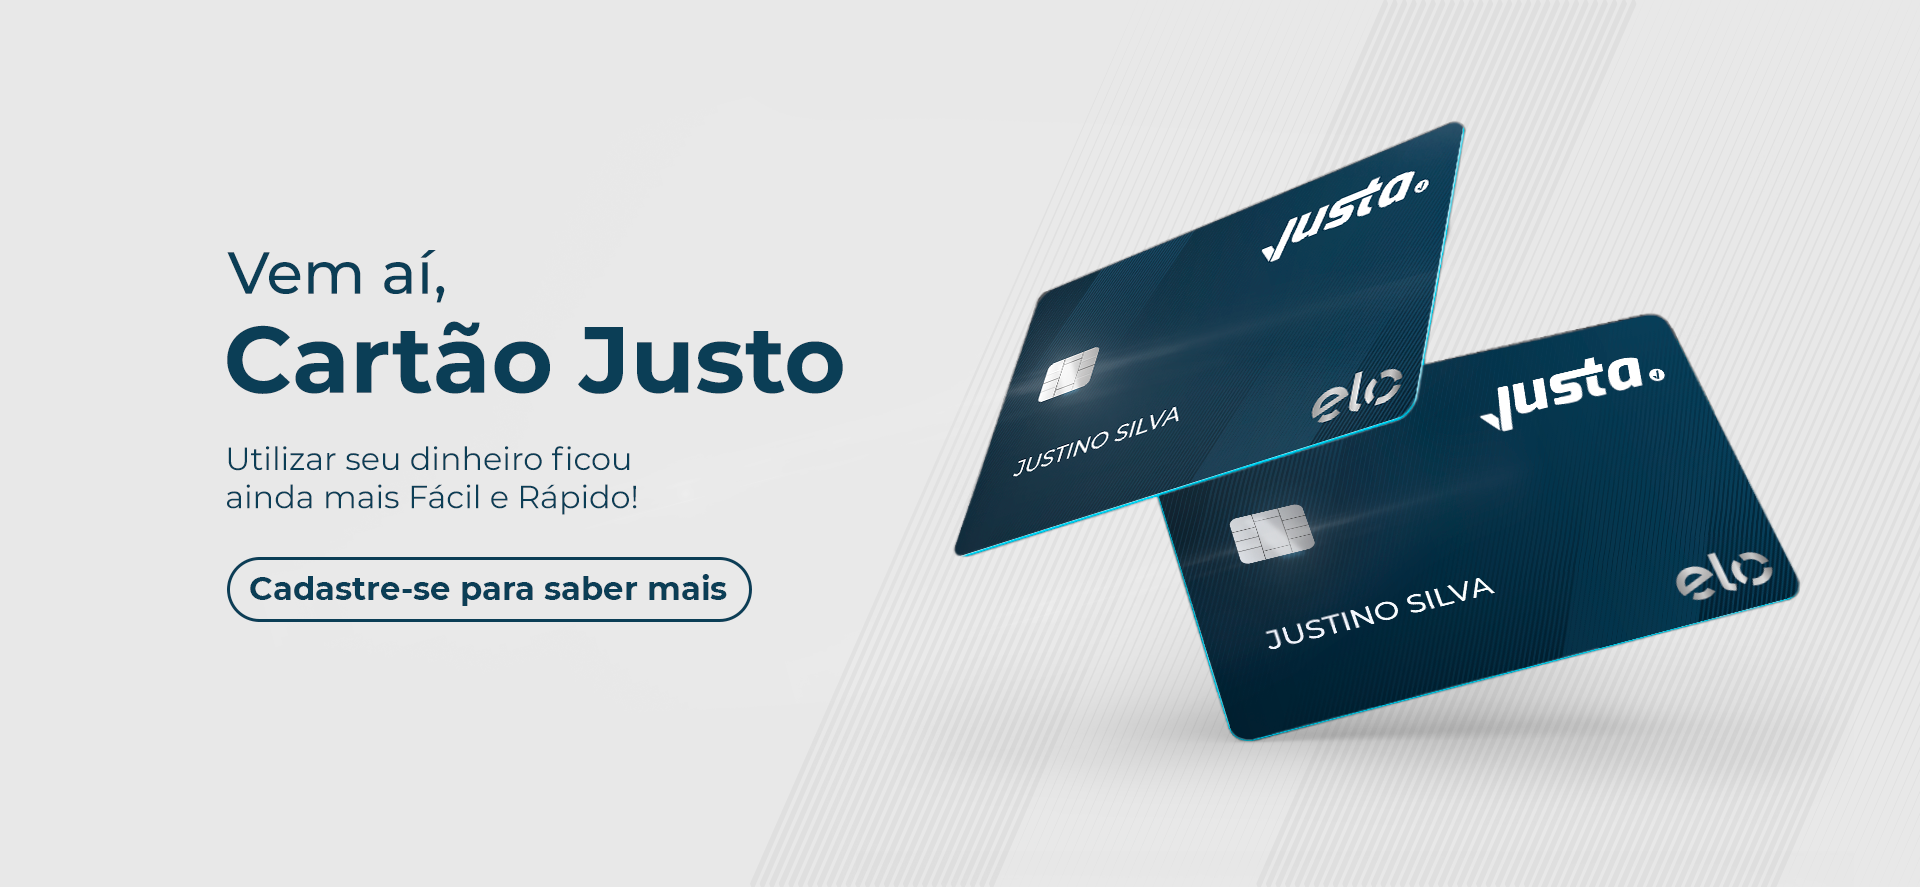 Vem aí,
Cartão Justo
Utilizar seu dinheiro ficou
ainda mais Fácil e Rápido!
Cadastre-se para saber mais
Justa
elo
JUSTINO SILVA
Justa
elo
JUSTINO SILVA